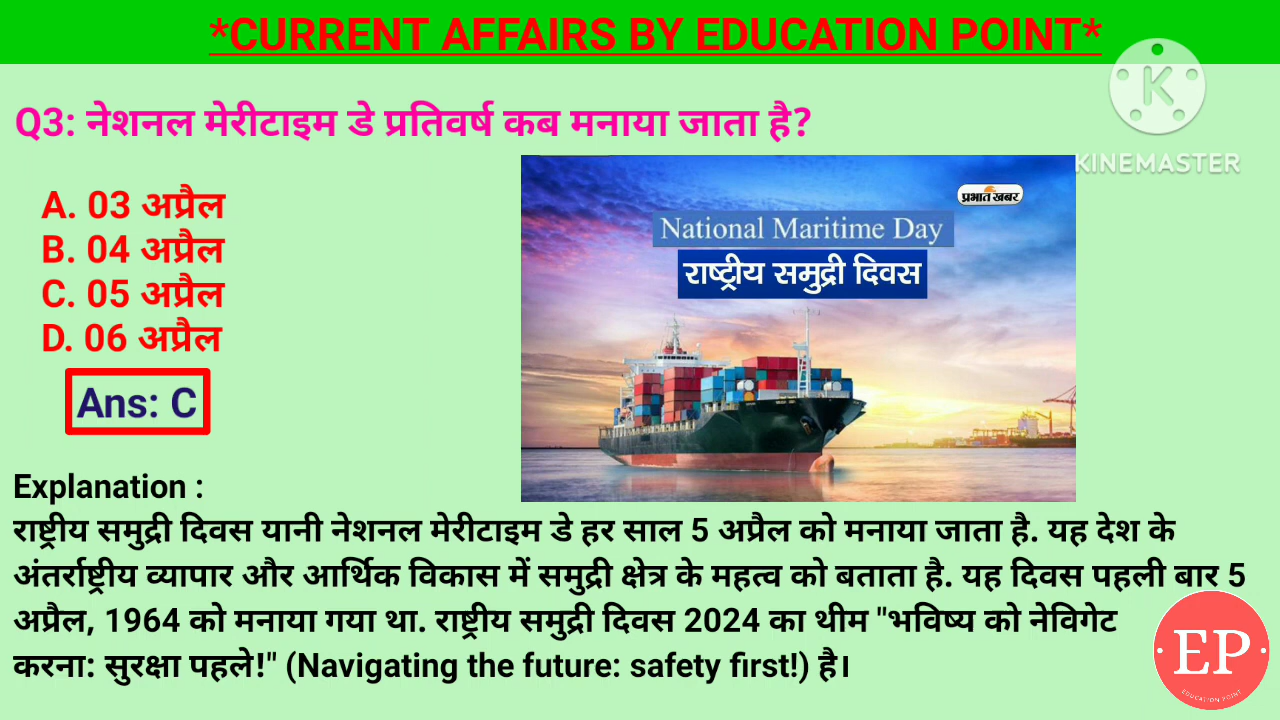 *CURRENT AFFAIRS BY EDUCATION POINT*
K
KINEMASTER
Q3: नेशनल मेरीटाइम डे प्रतिवर्ष कब मनाया जाता है?
A. 03 अप्रैल
B. 04 अप्रैल
C. 05 अप्रैल
D. 06 अप्रैल
Ans: C
प्रभात खबर
National Maritime Day
राष्ट्रीय समुद्री दिवस
Explanation :
राष्ट्रीय समुद्री दिवस यानी नेशनल मेरीटाइम डे हर साल 5 अप्रैल को मनाया जाता है. यह देश के
अंतर्राष्ट्रीय व्यापार और आर्थिक विकास में समुद्री क्षेत्र के महत्व को बताता है. यह दिवस पहली बार 5
अप्रैल, 1964 को मनाया गया था. राष्ट्रीय समुद्री दिवस 2024 का थीम "भविष्य को नेविगेट
करना: सुरक्षा पहले!" (Navigating the future: safety first!) है।
EP
EDUCATION POINT